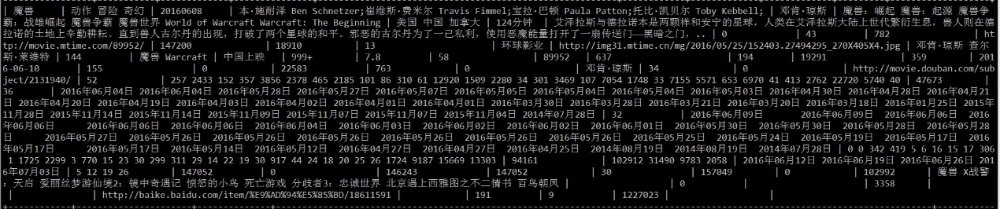 | 魔兽 | 动作 冒险 奇幻 | 20160608 | 本·施耐泽 Ben Schnetzer;崔维斯·费米尔 Travis Fimmel;宝拉·巴顿 Paula Patton;托比·凯贝尔 Toby Kebbell; | 邓肯·琼斯 | 魔兽：崛起 魔兽：起源 魔兽争
霸：战雄崛起 魔兽争霸 魔兽世界 World of Warcraft Warcraft: The Beginning | 美国 中国 加拿大 | 124分钟 | 艾泽拉斯与德拉诺本是两颗祥和安宁的星球，人类在艾泽拉斯大陆上世代繁衍生息，兽人则在德
拉诺的土地上辛勤耕耘。直到兽人古尔丹的出现，打破了两个星球的和平。邪恶的古尔丹为了一己私利，使用恶魔能量打开了一扇传送门—黑暗之门，.. | 0 | 43 | 782 | ht
tp://movie.mtime.com/89952/ | 147200 | 18910 | 13 | 环球影业 | http://img31.mtime.cn/mg/2016/05/25/152403.27494295_270X405X4.jpg | 邓肯·琼斯 查尔
斯·莱维特 | 144 | 魔兽 Warcraft | 中国上映 | 999+ | 7.8 | 58 | 89952 | 637 | 194 | 19291 | 359 | 201
6-06-10 | 155 | 0 | 22583 | 763 | 0 | 邓肯·琼斯 | 34 | 0 | http://movie.douban.com/sub
ject/2131940/ | 52 | 257 2433 152 357 3856 2378 465 2185 101 86 310 61 12920 1509 2280 34 301 3469 107 7054 1748 33 7155 5571 653 6970 41 413 2762 22720 5740 40 | 47673 |
36 | 2016年06月04日 2016年06月04日 2016年05月28日 2016年05月27日 2016年05月07日 2016年05月05日 2016年05月03日 2016年04月30日 2016年04月28日 2016年04月21
日 2016年04月20日 2016年04月19日 2016年04月03日 2016年04月02日 2016年04月01日 2016年03月30日 2016年03月28日 2016年03月21日 2016年03月20日 2016年03月18日 2016年01月25日 2015年
11月28日 2015年11月14日 2015年11月14日 2015年11月09日 2015年11月07日 2015年11月07日 2015年11月04日 2014年07月28日 | 32 | 2016年06月09日 2016年06月09日 2016年06月06日 2016
年06月06日 2016年06月06日 2016年06月06日 2016年06月04日 2016年06月03日 2016年06月02日 2016年06月01日 2016年05月30日 2016年05月30日 2016年05月28日 2016年05月28
日 2016年05月27日 2016年05月26日 2016年05月26日 2016年05月26日 2016年05月26日 2016年05月25日 2016年05月24日 2016年05月20日 2016年05月19日 2016年05月17日 2016
年05月17日 2016年05月17日 2016年05月14日 2016年05月12日 2016年04月27日 2016年04月27日 2016年04月25日 2014年08月19日 2014年08月19日 2014年07月28日 | 0 0 342 419 5 6 16 15 17 306
1 1725 2299 3 770 15 23 30 299 311 29 14 22 19 30 917 44 24 18 20 25 26 1724 9187 15669 13303 | 94161 | 102912 31490 9783 2058 | 2016年06月08日 2016年06月12日 2016年06月26日 201
6年07月03日 | 5 12 19 26 | 147052 | 0 | 146243 | 147052 | 30 | 157049 | 0 | 102992 | 魔兽 X战警
：天启 爱丽丝梦游仙境2：镜中奇遇记 愤怒的小鸟 死亡游戏 分歧者3：忠诚世界 北京遇上西雅图之不二情书 百鸟朝凤 | | 0 | | 3358 |
| | http://baike.baidu.com/item/%E9%AD%94%E5%85%BD/18611591 | | 191 | 9 | 1227023 | |